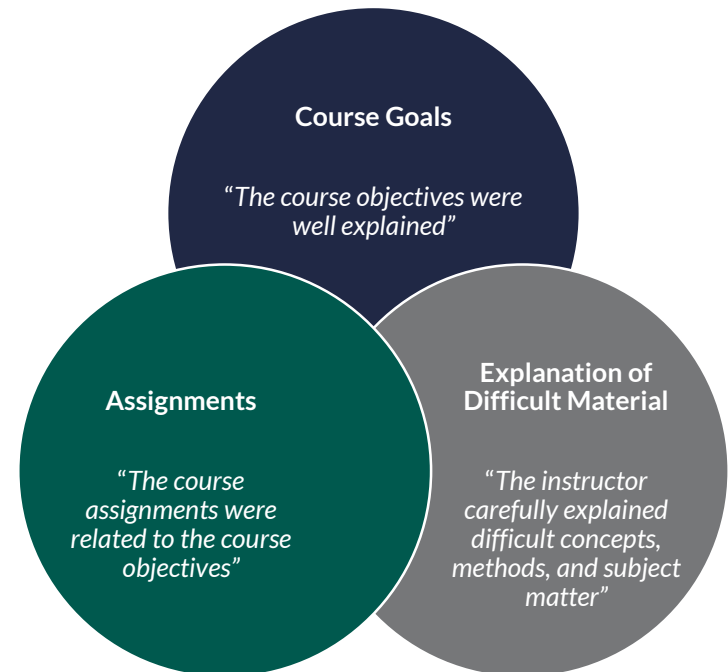 Course Goals
“The course objectives were
well explained”
Assignments
“The course
assignments were
related to the course
objectives”
Explanation of
Difficult Material
“The instructor
carefully explained
difficult concepts,
methods, and subject
matter”